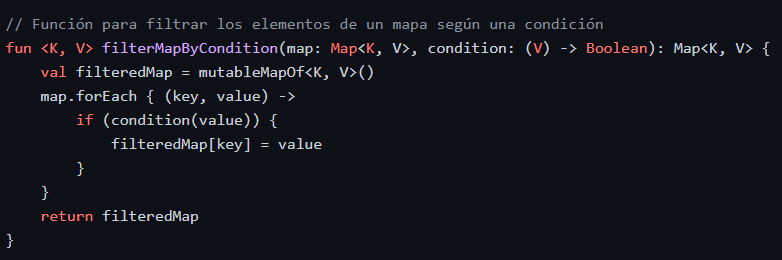 // Función para filtrar los elementos de un mapa según una condición
fun <K, V> filterMapByCondition(map: Map<K, V>, condition: (V) -> Boolean): Map<K, V> {
    val filteredMap = mutableMapOf<K, V>()
    map.forEach { (key, value) ->
        if (condition(value)) {
            filteredMap[key] = value
        }
    }
    return filteredMap
}